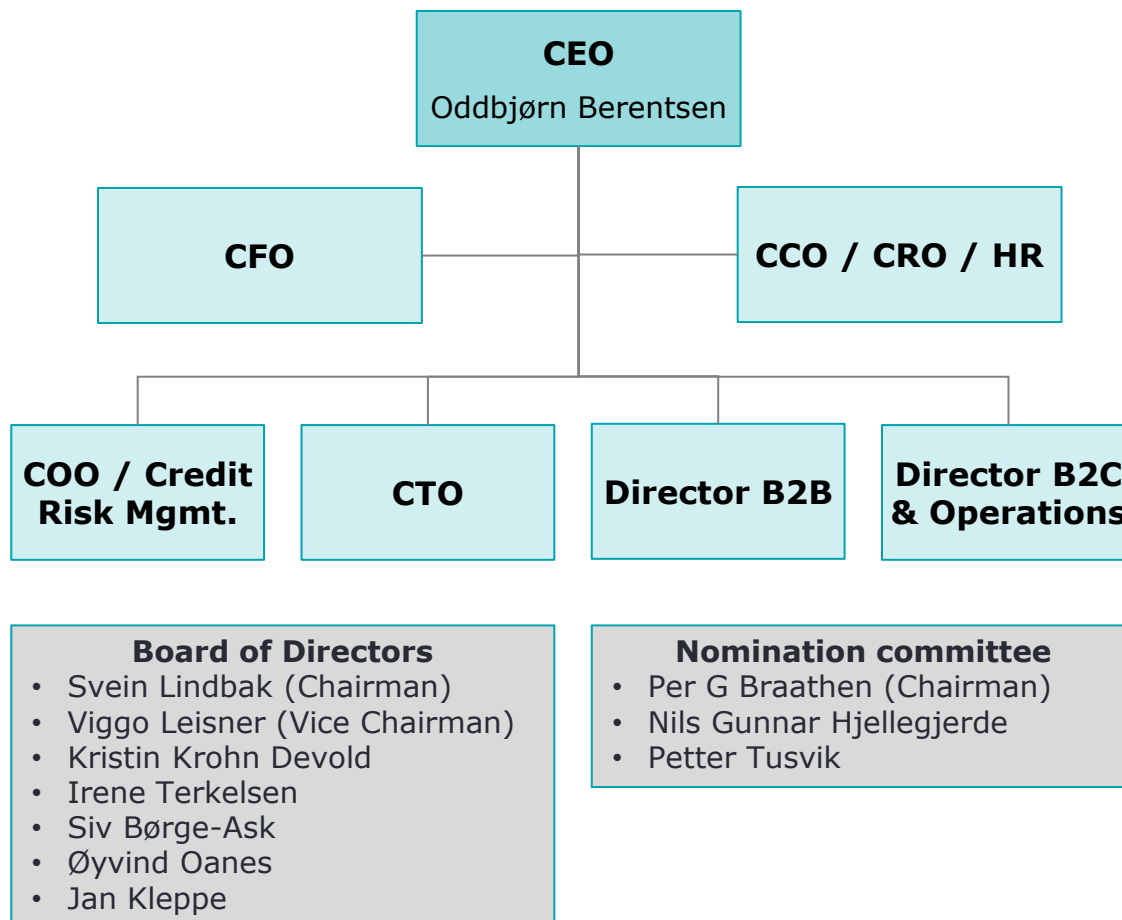 CEO
Oddbjørn Berentsen
CFO
CCO / CRO / HR
COO / Credit
Risk Mgmt.
CTO
Director B2B
Director B2C
& Operations
Board of Directors
• Svein Lindbak (Chairman)
• Viggo Leisner (Vice Chairman)
• Kristin Krohn Devold
• Irene Terkelsen
• Siv Børge-Ask
• Øyvind Oanes
• Jan Kleppe
Nomination committee
• Per G Braathen (Chairman)
• Nils Gunnar Hjellegjerde
• Petter Tusvik